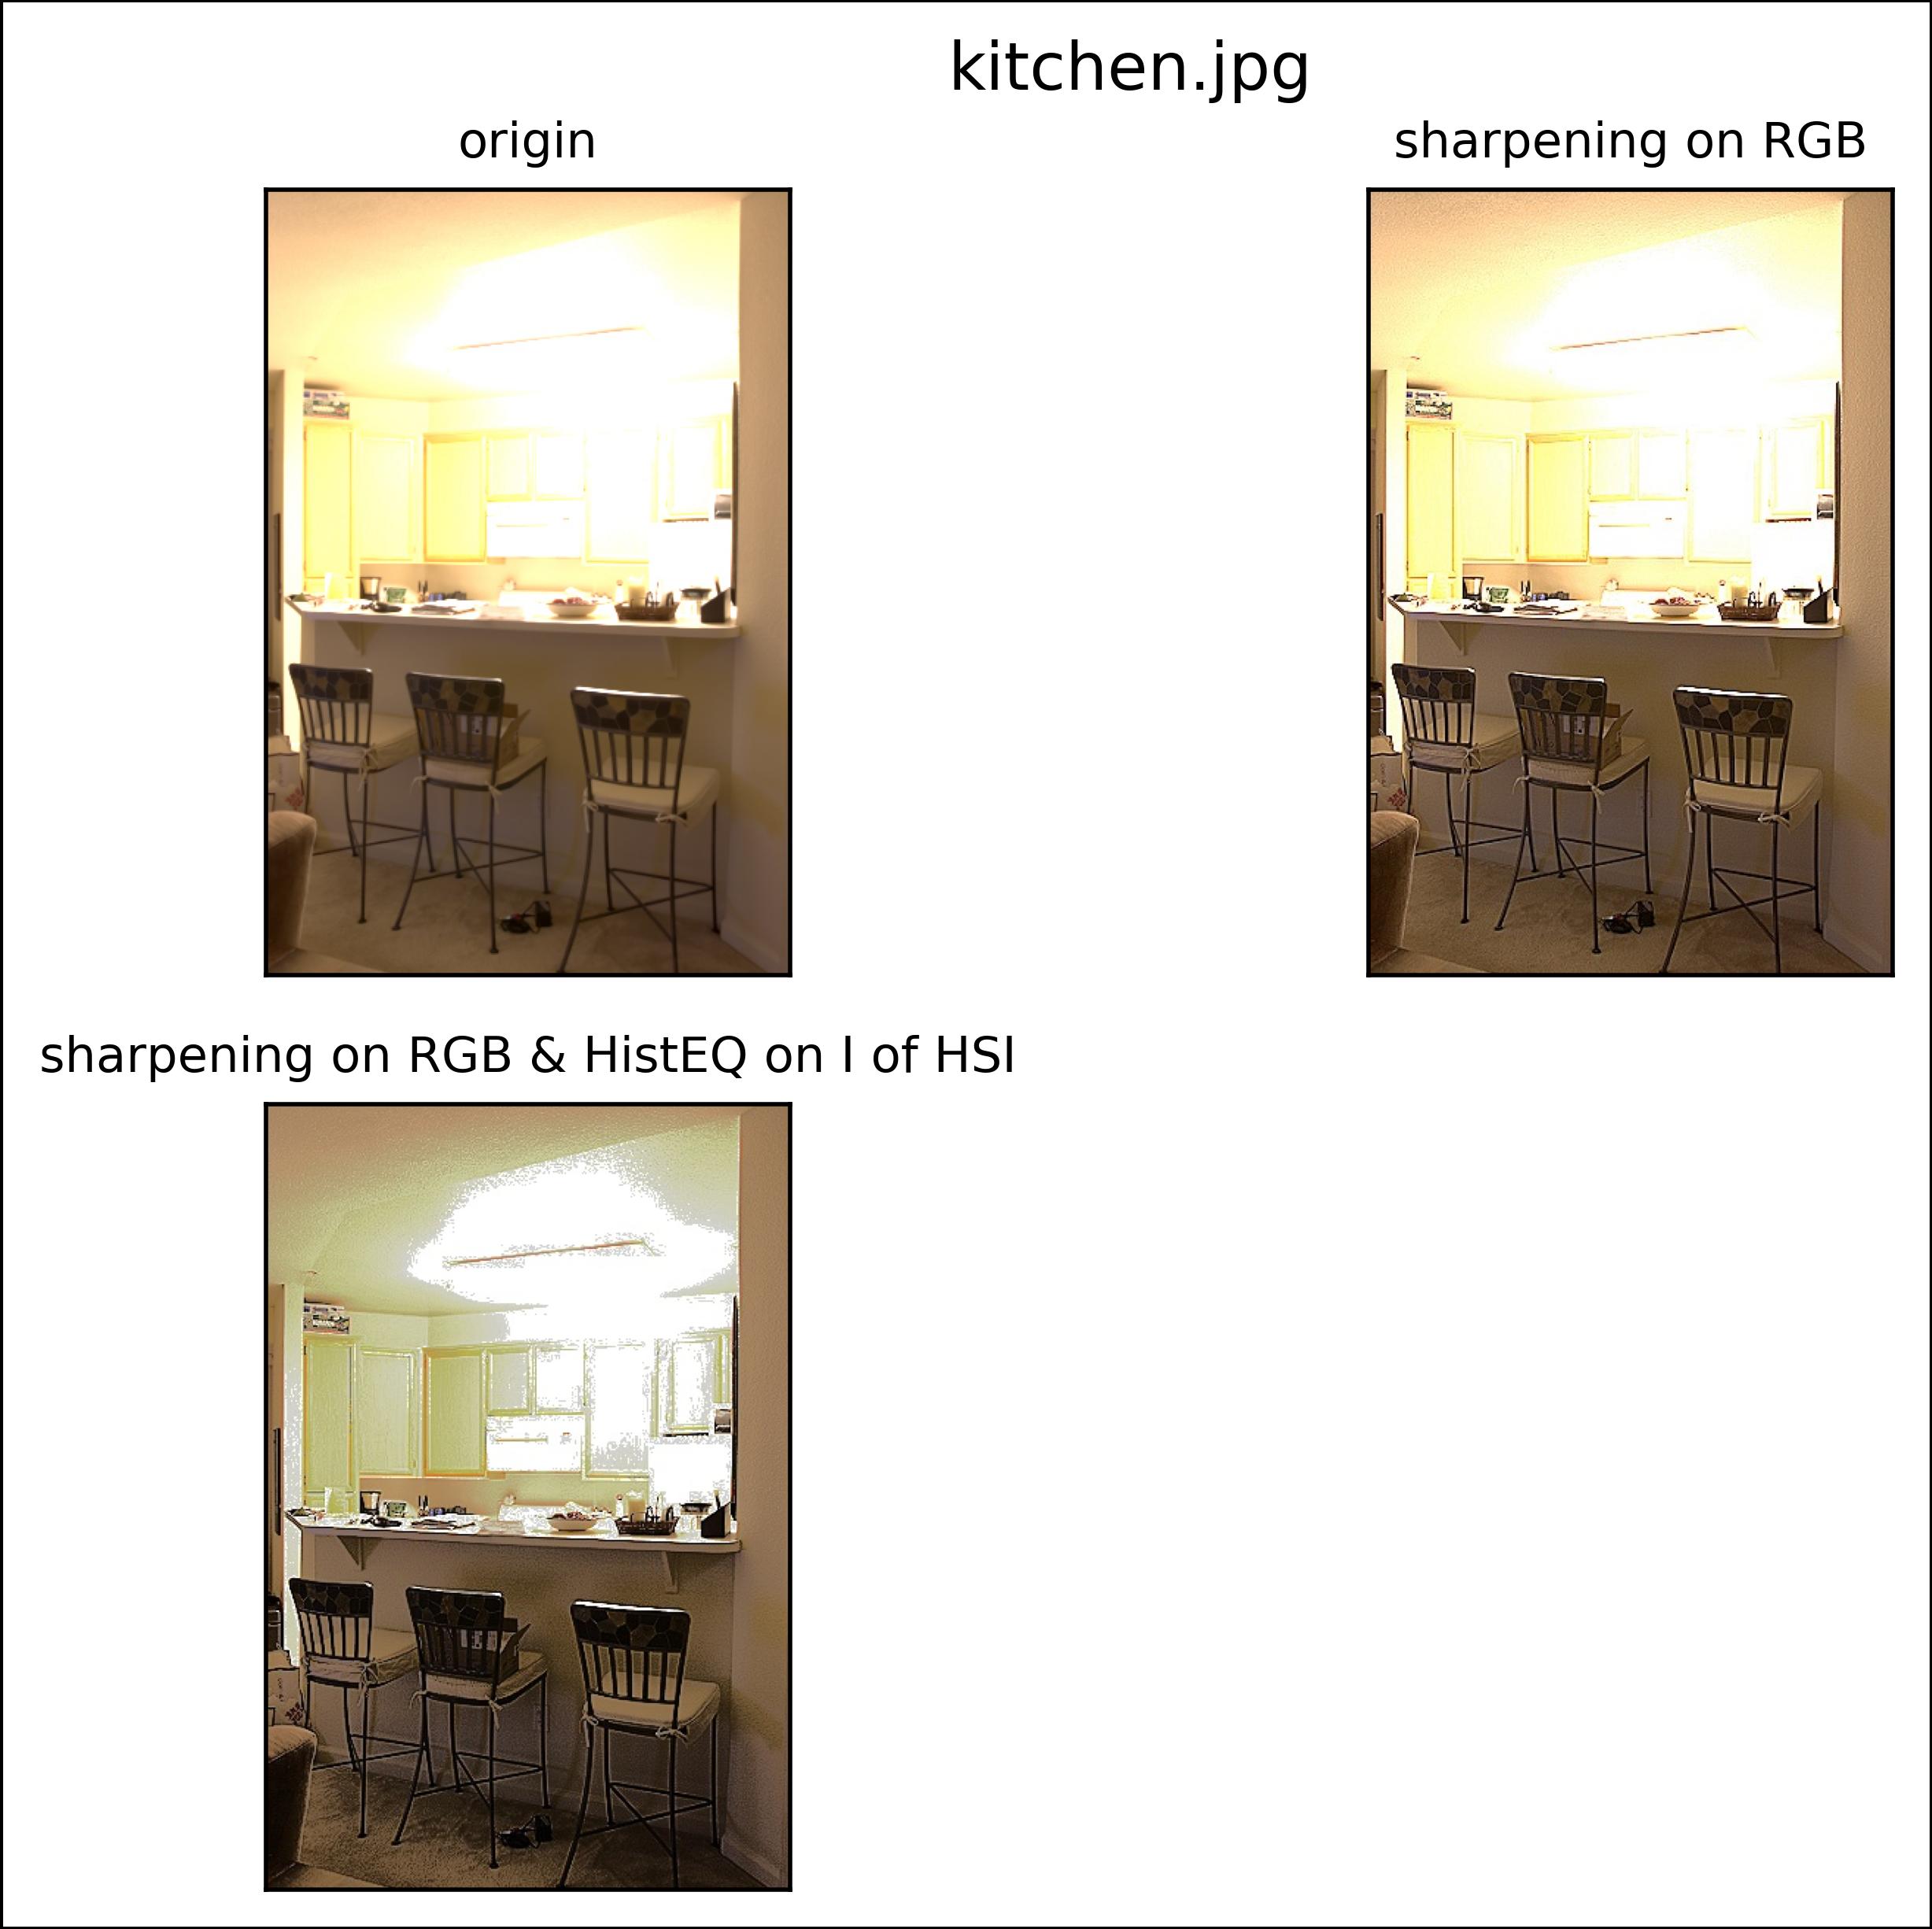 kitchen.jpg
origin
sharpening on RGB
sharpening on RGB & HistEQ on I of HSI